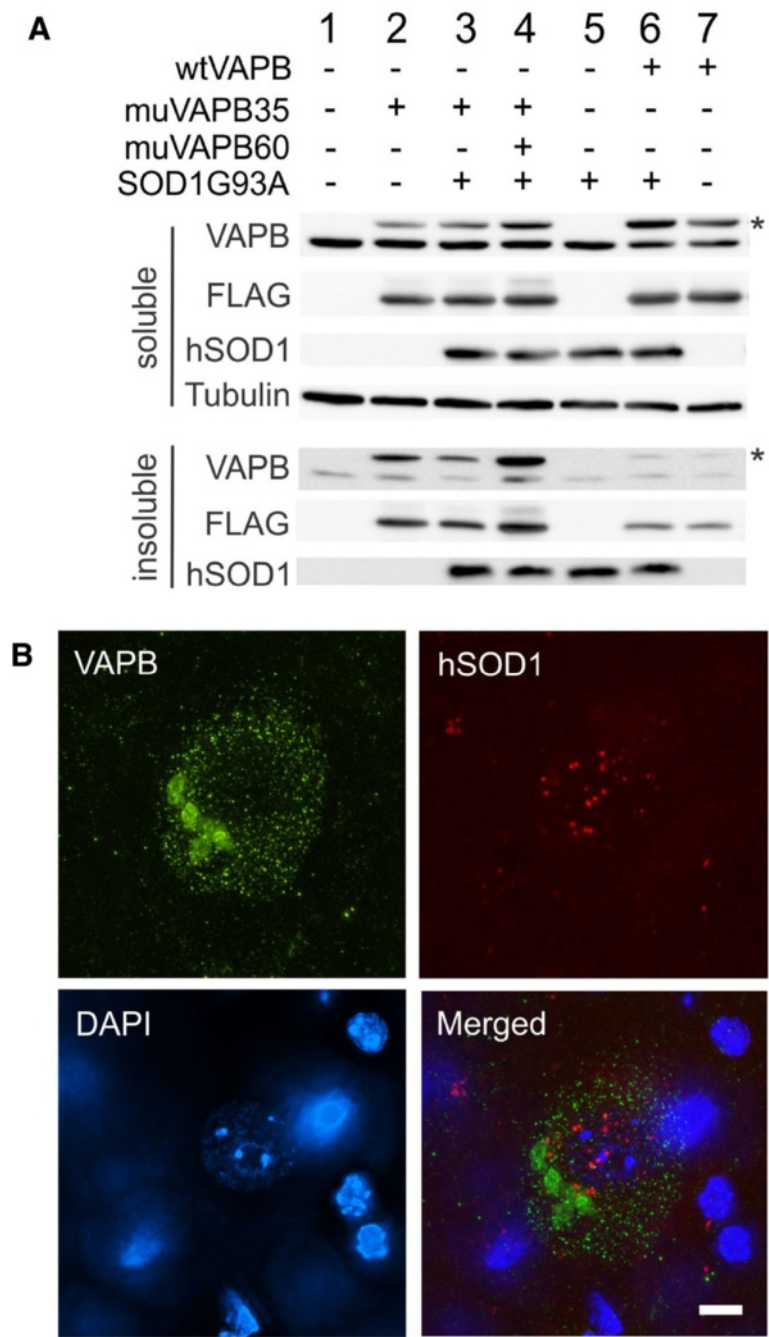 A
1 2 3 4 5 6 7
wtVAPB - - - - - + +
muVAPB35 - + + + - - -
muVAPB60 - - - + - - -
SOD1G93A - - + + + + -
soluble
VAPB *
FLAG
hSOD1
Tubulin
insoluble
VAPB *
FLAG
hSOD1
B
VAPB hSOD1
DAPI Merged